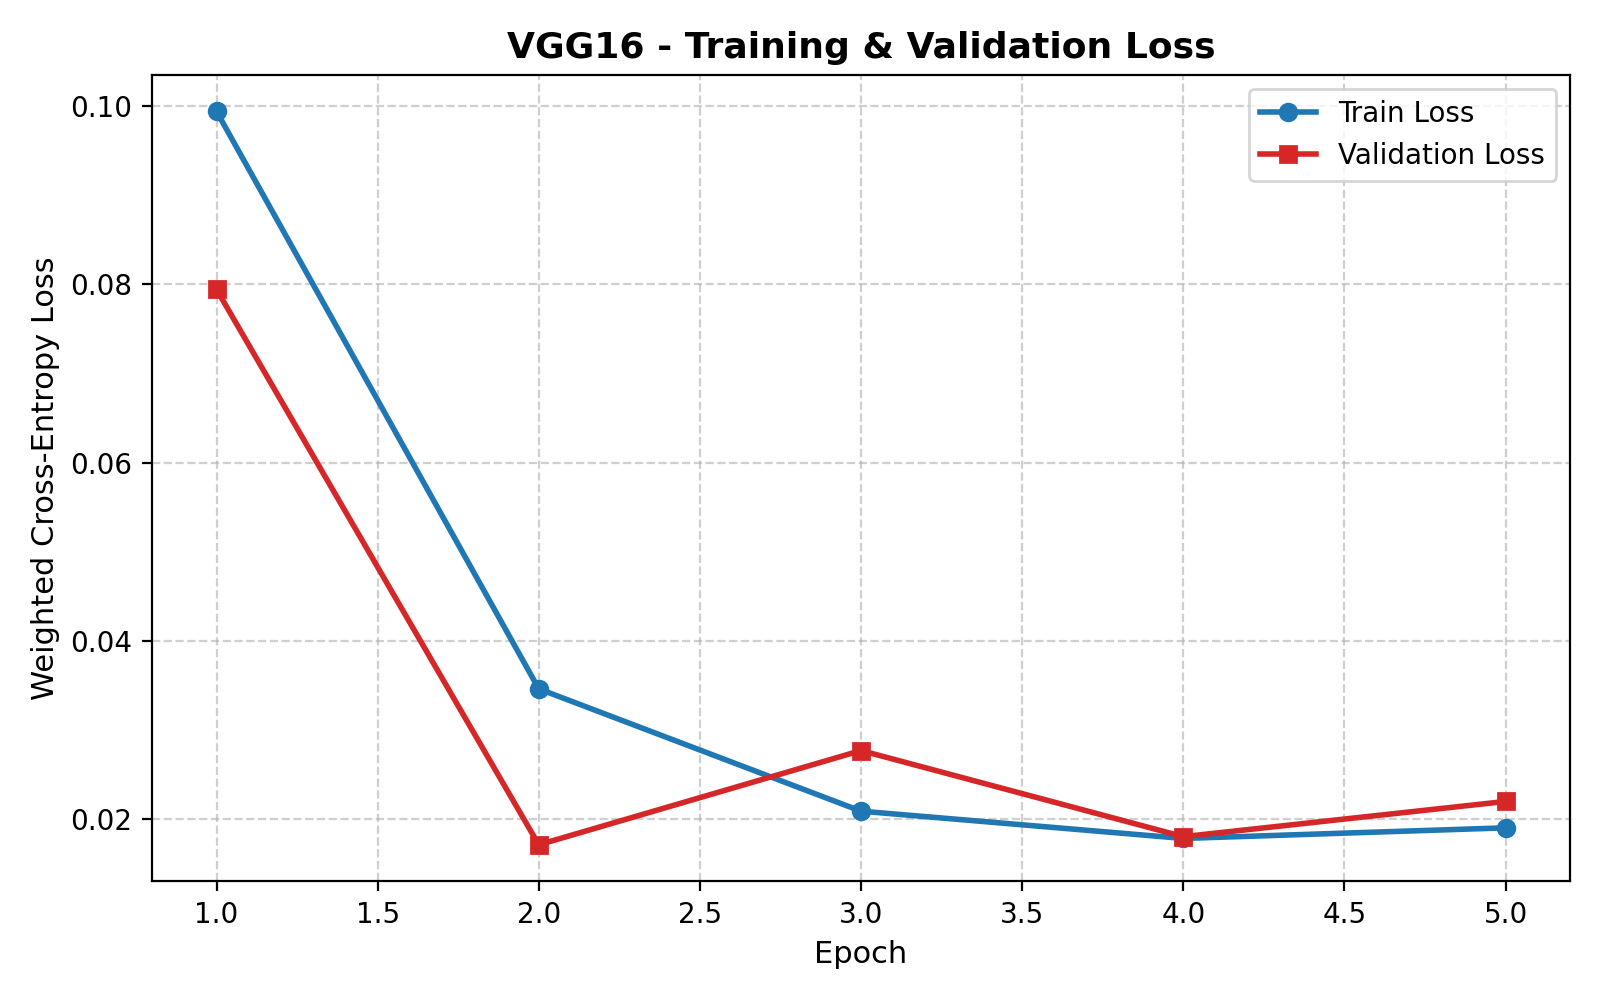 VGG16 - Training & Validation Loss
Train Loss
Validation Loss
Weighted Cross-Entropy Loss
0.10
0.08
0.06
0.04
0.02
1.0 1.5 2.0 2.5 3.0 3.5 4.0 4.5 5.0
Epoch